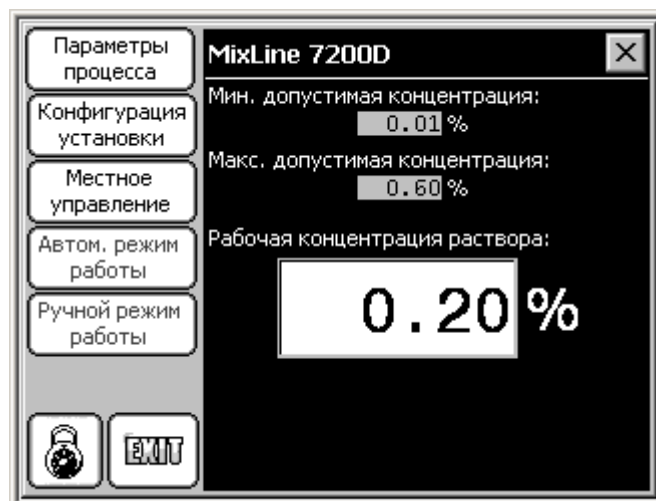 Параметры
процесса
Конфигурация
установки
Местное
управление
Автом. режим
работы
Ручной режим
работы
EXIT
MixLine 7200D
Мин. допустимая концентрация:
0.01 %
Макс. допустимая концентрация:
0.60 %
Рабочая концентрация раствора:
0.20 %